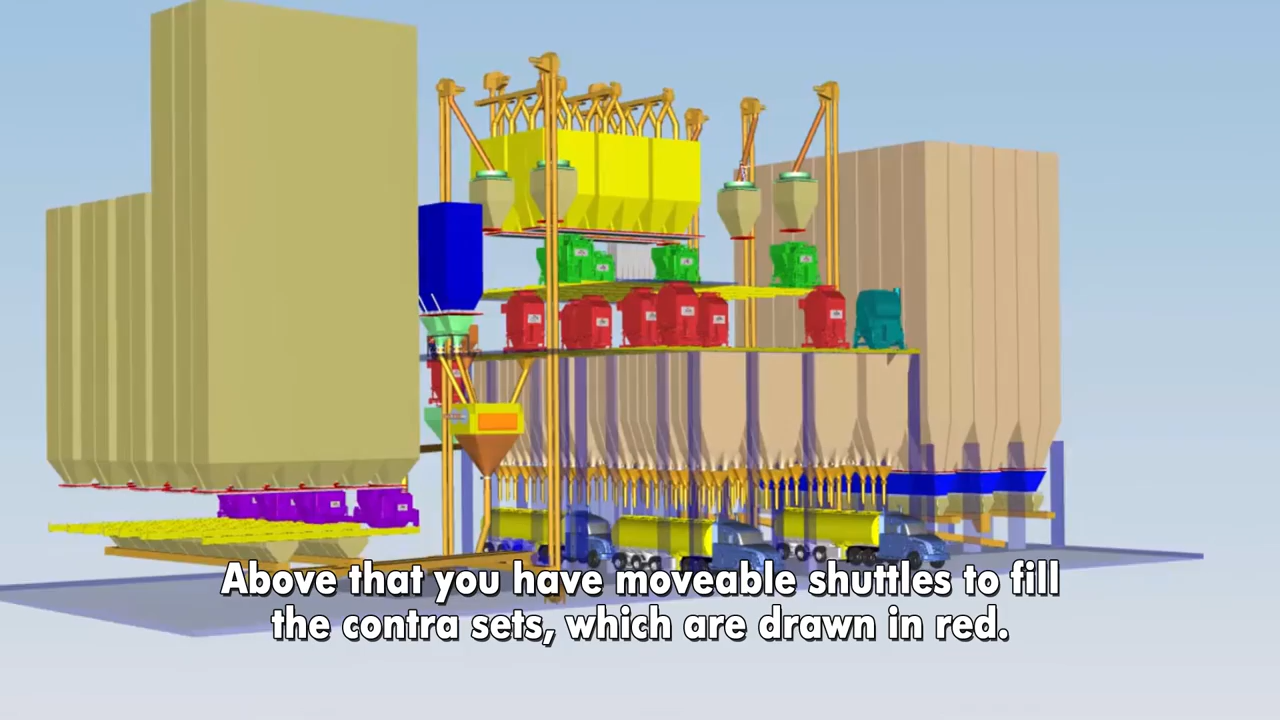 Above that you have moveable shuttles to fill
the contra sets, which are drawn in red.